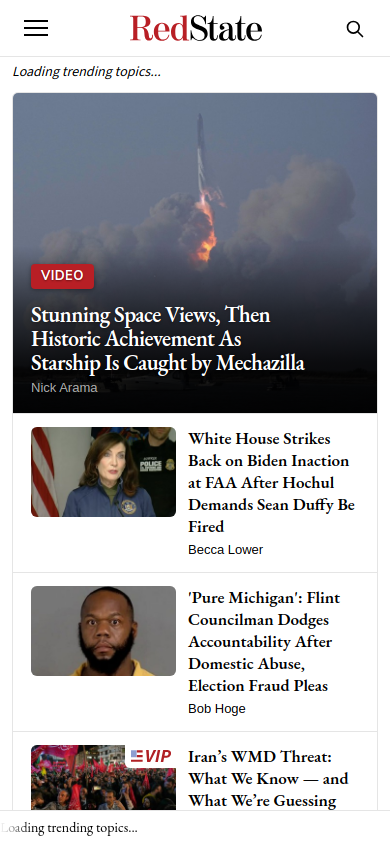 RedState
Loading trending topics...
VIDEO
Stunning Space Views, Then
Historic Achievement As
Starship Is Caught by Mechazilla
Nick Arama
POLICE
White House Strikes
Back on Biden Inaction
at FAA After Hochul
Demands Sean Duffy Be
Fired
Becca Lower
'Pure Michigan': Flint
Councilman Dodges
Accountability After
Domestic Abuse,
Election Fraud Pleas
Bob Hoge
VIP
Iran’s WMD Threat:
What We Know — and
What We’re Guessing
Loading trending topics...